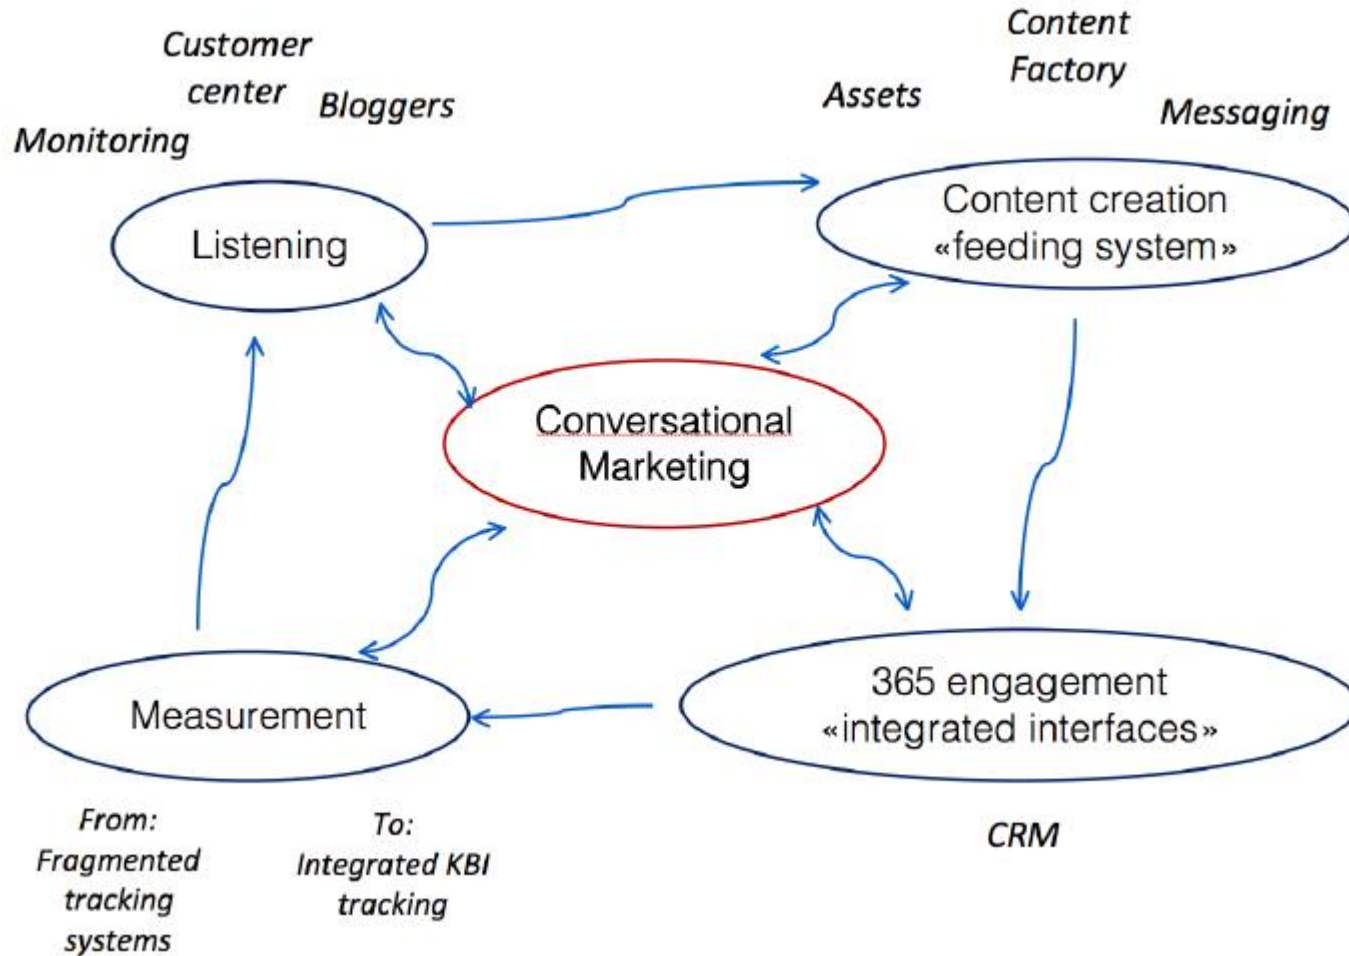 Customer
center
Bloggers
Monitoring
Content
Factory
Assets
Messaging
Listening
Content creation
«feeding system»
Conversational
Marketing
Measurement
365 engagement
«integrated interfaces»
From:
Fragmented
tracking
systems
To:
Integrated KBI
tracking
CRM